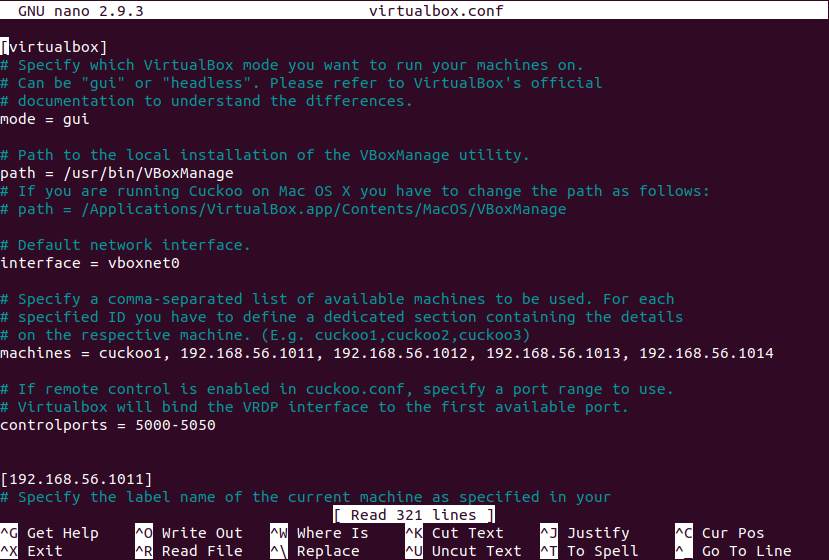 GNU nano 2.9.3 virtualbox.conf
[virtualbox]
# Specify which VirtualBox mode you want to run your machines on.
# Can be "gui" or "headless". Please refer to VirtualBox's official
# documentation to understand the differences.
mode = gui
# Path to the local installation of the VBoxManage utility.
path = /usr/bin/VBoxManage
# If you are running Cuckoo on Mac OS X you have to change the path as follows:
# path = /Applications/VirtualBox.app/Contents/MacOS/VBoxManage
# Default network interface.
interface = vboxnet0
# Specify a comma-separated list of available machines to be used. For each
# specified ID you have to define a dedicated section containing the details
# on the respective machine. (E.g. cuckoo1,cuckoo2,cuckoo3)
machines = cuckoo1, 192.168.56.1011, 192.168.56.1012, 192.168.56.1013, 192.168.56.1014
# If remote control is enabled in cuckoo.conf, specify a port range to use.
# Virtualbox will bind the VRDP interface to the first available port.
controlports = 5000-5050
[192.168.56.1011]
# Specify the label name of the current machine as specified in your
[ Read 321 lines ]
^G Get Help ^O Write Out ^W Where Is ^K Cut Text ^J Justify ^C Cur Pos
^X Exit ^R Read File ^\ Replace ^U Uncut Text ^T To Spell ^_ Go To Line